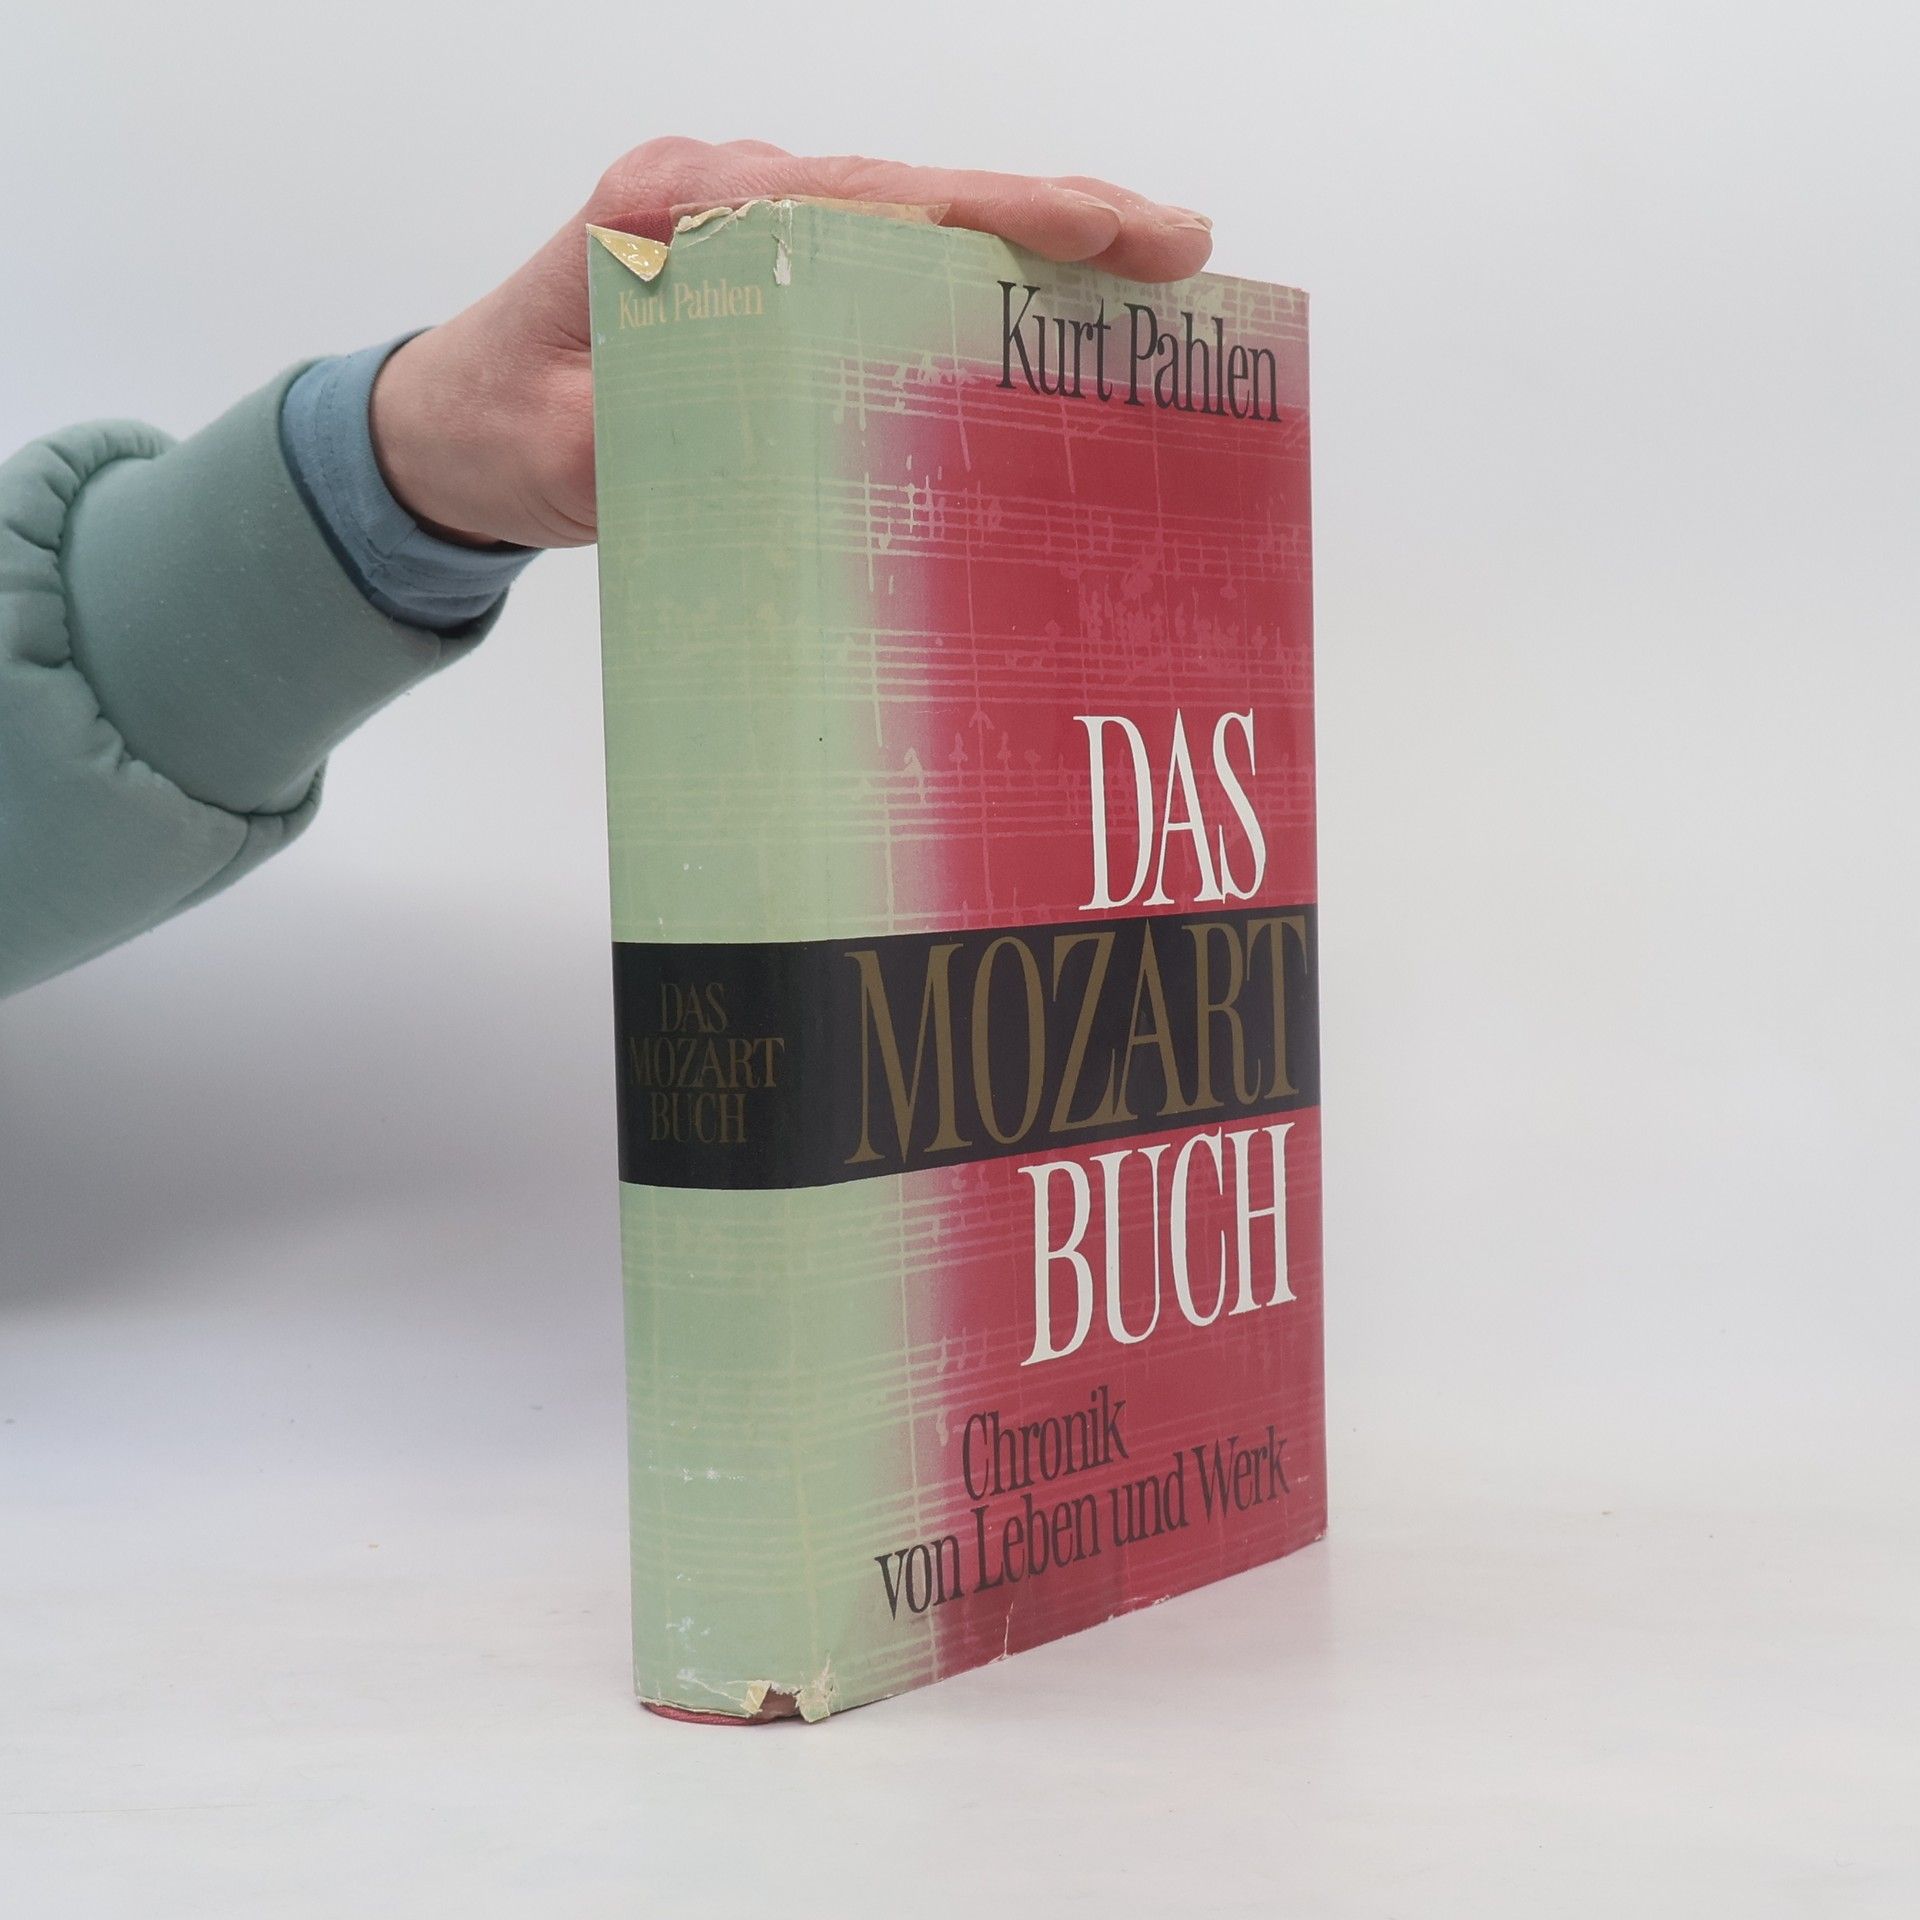 Kurt Pahlen
DAS
MOZART
BUCH
Kurt Pahlen
DAS
MOZART
BUCH
Chronik
von Leben und Werk